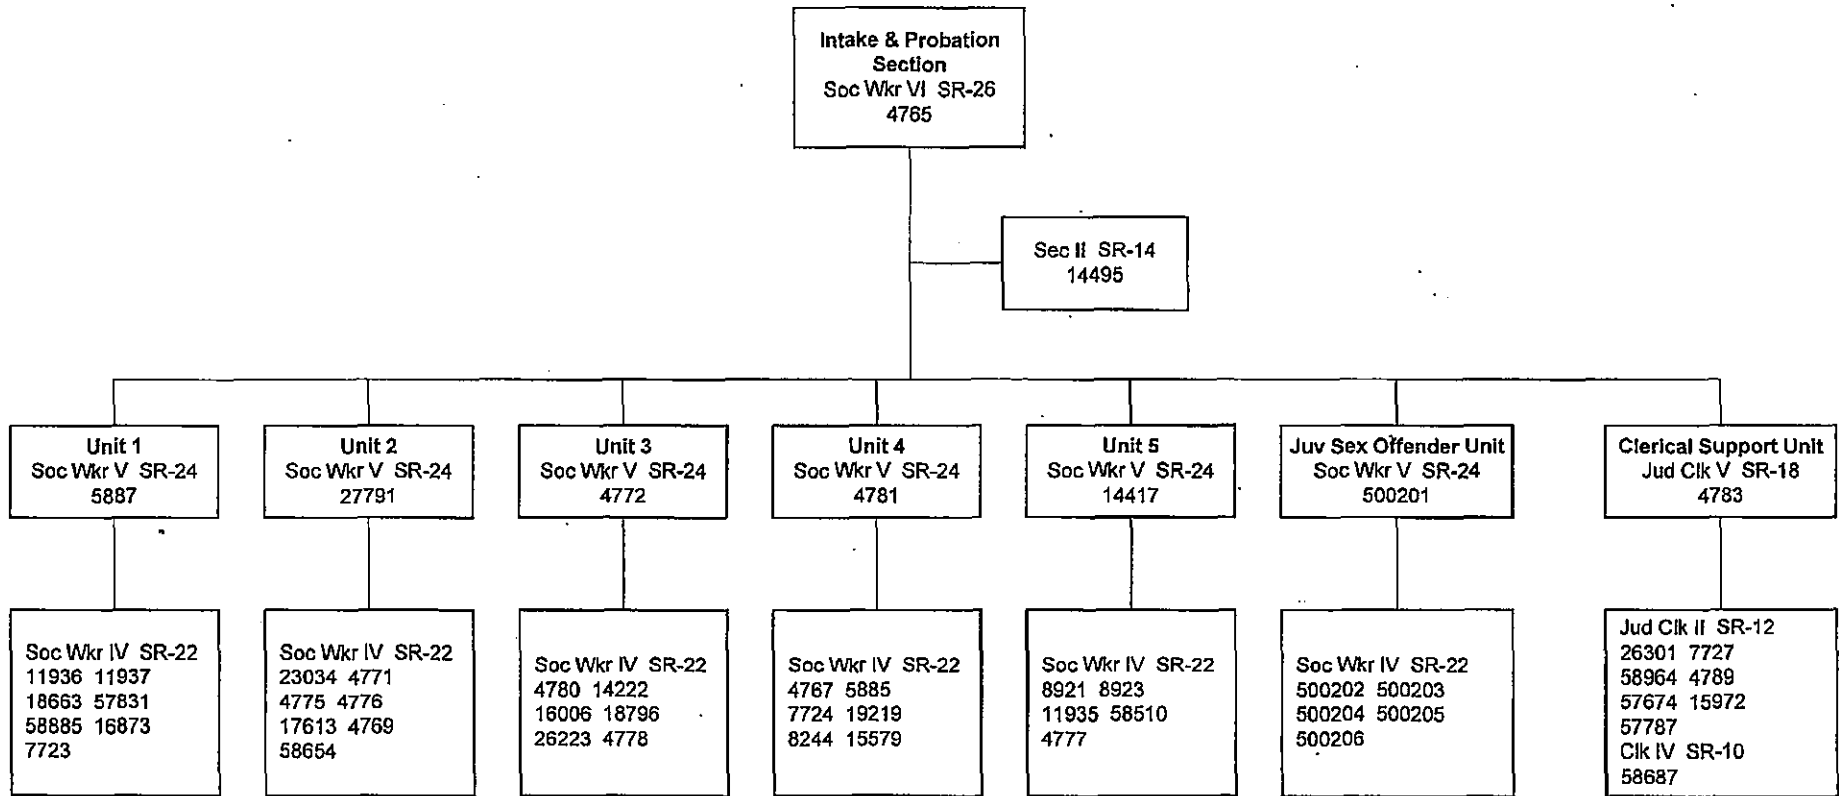 Intake & Probation
Section
Soc Wkr VI SR-26
4765
Sec II SR-14
14495
Unit 1
Soc Wkr V SR-24
5887
Unit 2
Soc Wkr V SR-24
27791
Unit 3
Soc Wkr V SR-24
4772
Unit 4
Soc Wkr V SR-24
4781
Unit 5
Soc Wkr V SR-24
14417
Juv Sex Offender Unit
Soc Wkr V SR-24
500201
Clerical Support Unit
Jud Clk V SR-18
4783
Soc Wkr IV SR-22
11936 11937
18663 57831
58885 16873
7723
Soc Wkr IV SR-22
23034 4771
4775 4776
17613 4769
58654
Soc Wkr IV SR-22
4780 14222
16006 18796
26223 4778
Soc Wkr IV SR-22
4767 5885
7724 19219
8244 15579
Soc Wkr IV SR-22
8921 8923
11935 58510
4777
Soc Wkr IV SR-22
500202 500203
500204 500205
500206
Jud Clk II SR-12
26301 7727
58964 4789
57674 15972
57787
Clk IV SR-10
58687